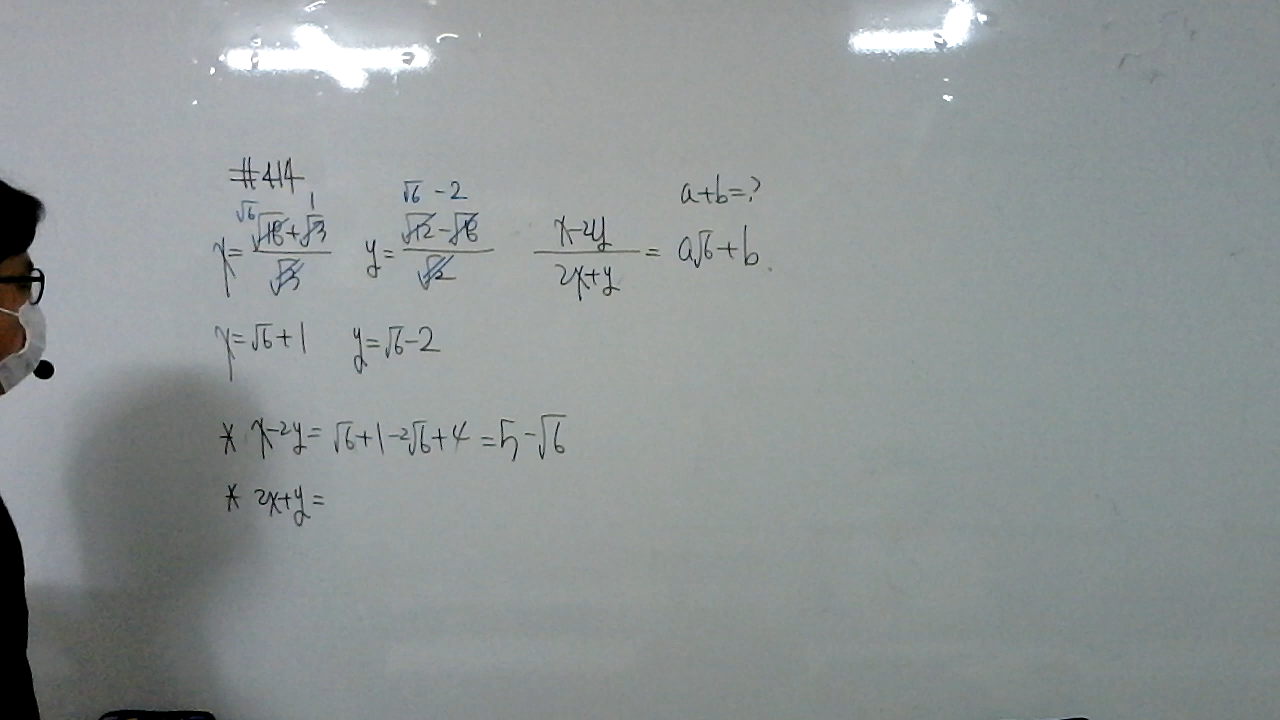 #414
a+b=?
√6 1 √6 -2
x= (√18+√3)/√3 y= (√12-√8)/√2 (x-2y)/(2x+y) = a√6+b.
x=√6+1 y=√6-2
* x-2y= √6+1-2√6+4 =5-√6
* 2x+y=